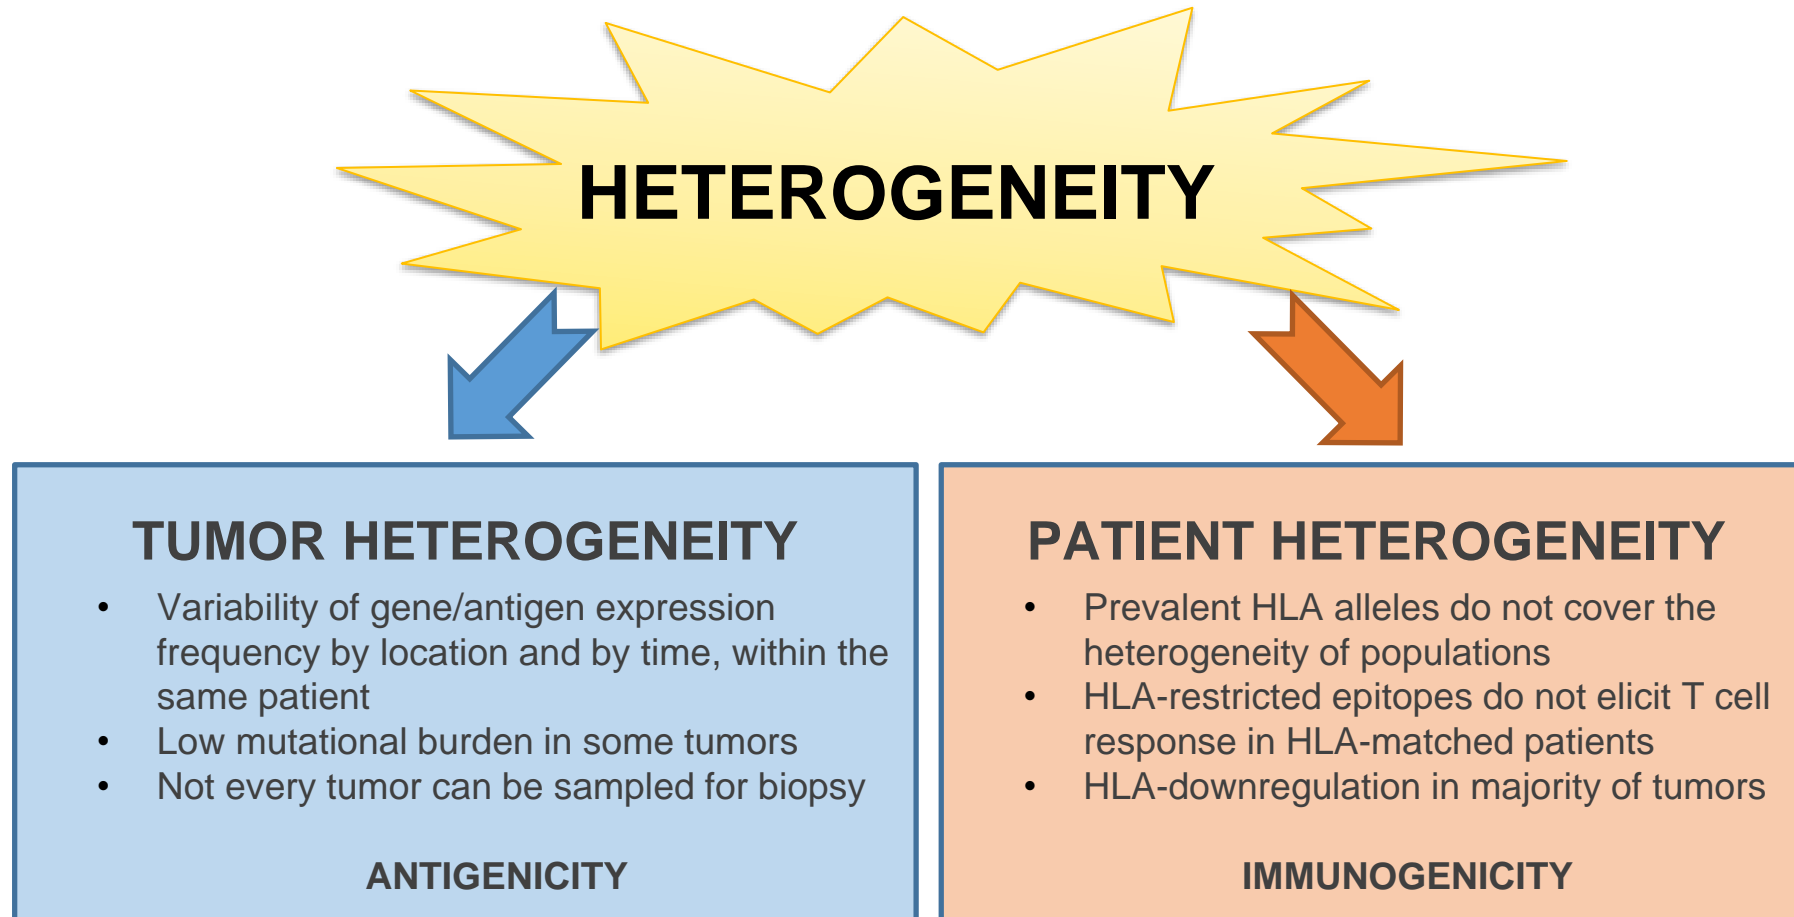 HETEROGENEITY
TUMOR HETEROGENEITY
• Variability of gene/antigen expression
frequency by location and by time, within the
same patient
• Low mutational burden in some tumors
• Not every tumor can be sampled for biopsy
ANTIGENICITY
PATIENT HETEROGENEITY
• Prevalent HLA alleles do not cover the
heterogeneity of populations
• HLA-restricted epitopes do not elicit T cell
response in HLA-matched patients
• HLA-downregulation in majority of tumors
IMMUNOGENICITY